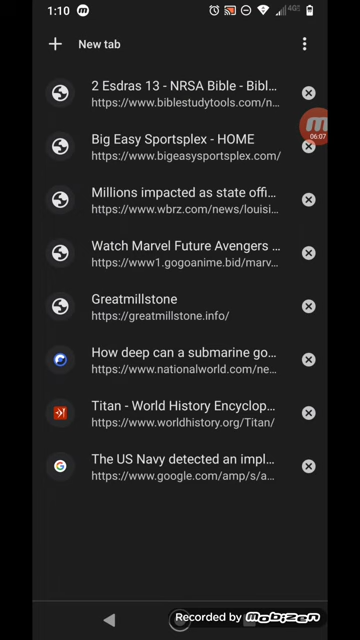 1:10
4G
New tab
2 Esdras 13 - NRSA Bible - Bibl...
https://www.biblestudytools.com/n...
06:07
Big Easy Sportsplex - HOME
https://www.bigeasysportsplex.com/
Millions impacted as state offi...
https://www.wbrz.com/news/louisi...
Watch Marvel Future Avengers ...
https://www1.gogoanime.bid/marv...
Greatmillstone
https://greatmillstone.info/
How deep can a submarine go...
https://www.nationalworld.com/ne...
Titan - World History Encyclop...
https://www.worldhistory.org/Titan/
The US Navy detected an impl...
https://www.google.com/amp/s/a...
Recorded by Mobizen